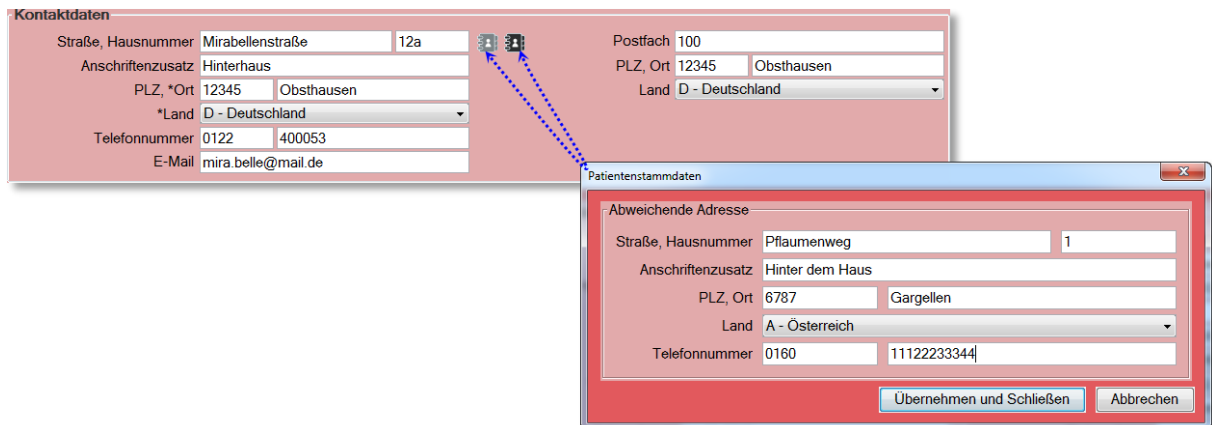 Kontaktdaten
Straße, Hausnummer Mirabellenstraße 12a
Anschriftenzusatz Hinterhaus
PLZ, *Ort 12345 Obsthausen
*Land D - Deutschland
Telefonnummer 0122 400053
E-Mail mira.belle@mail.de
Postfach 100
PLZ, Ort 12345 Obsthausen
Land D - Deutschland
Patientenstammdaten
Abweichende Adresse
Straße, Hausnummer Pflaumenweg 1
Anschriftenzusatz Hinter dem Haus
PLZ, Ort 6787 Gargellen
Land A - Österreich
Telefonnummer 0160 11122233344
Übernehmen und Schließen Abbrechen